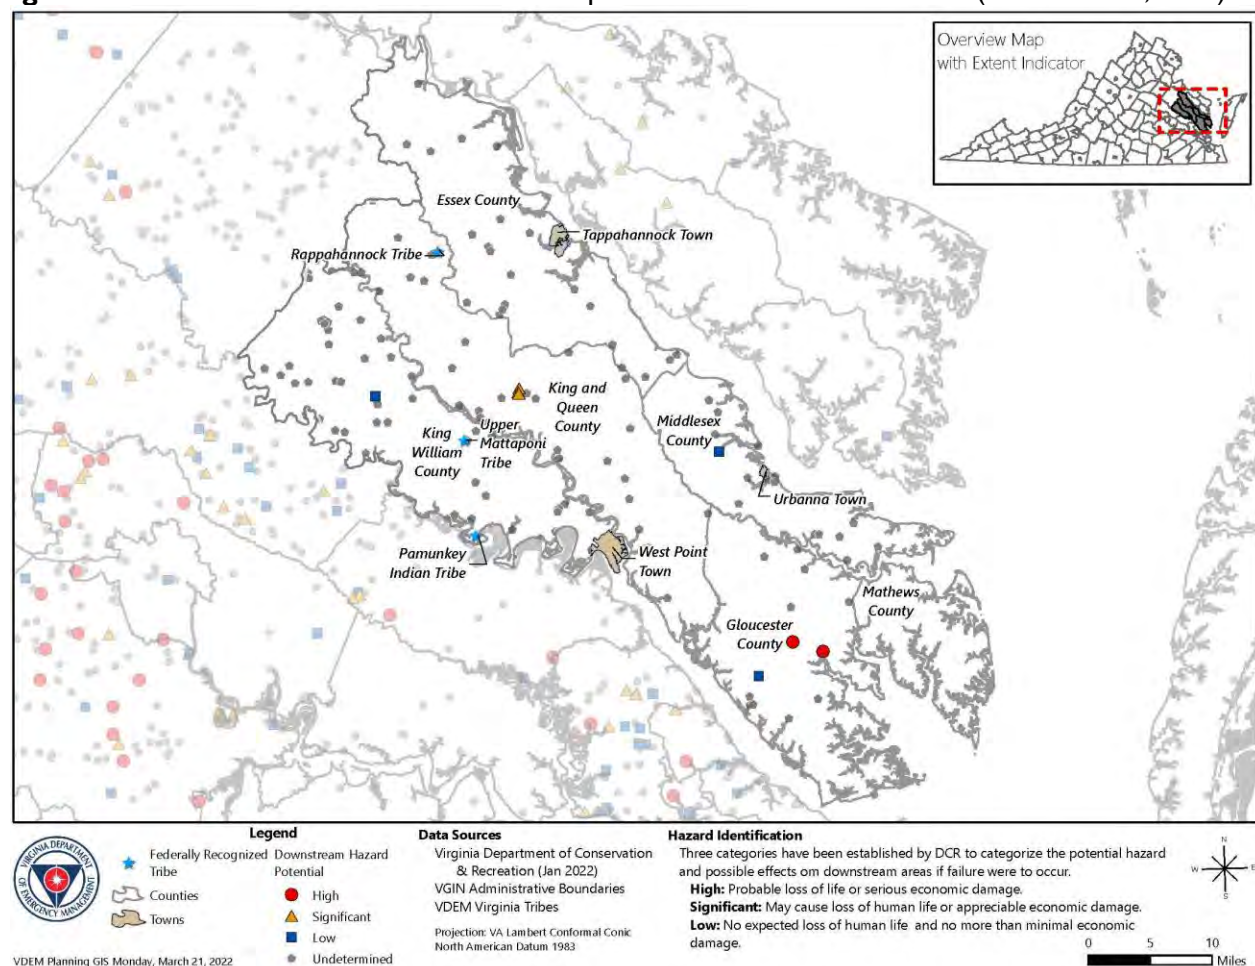 Overview Map
with Extent Indicator
Essex County
Tappahannock Town
Rappahannock Tribe
King and
Queen
County
Upper
Mattaponi
Tribe
King
William
County
Middlesex
County
Urbanna Town
Pamunkey
Indian Tribe
West Point
Town
Mathews
County
Gloucester
County
VIRGINIA DEPARTMENT
OF EMERGENCY MANAGEMENT
Legend
Federally Recognized
Tribe
Counties
Towns
Downstream Hazard
Potential
High
Significant
Low
Undetermined
Data Sources
Virginia Department of Conservation
& Recreation (Jan 2022)
VGIN Administrative Boundaries
VDEM Virginia Tribes
Projection: VA Lambert Conformal Conic
North American Datum 1983
Hazard Identification
Three categories have been established by DCR to categorize the potential hazard
and possible effects om downstream areas if failure were to occur.
High: Probable loss of life or serious economic damage.
Significant: May cause loss of human life or appreciable economic damage.
Low: No expected loss of human life and no more than minimal economic
damage.
N
W E
S
0 5 10
Miles
VDEM Planning GIS Monday, March 21, 2022